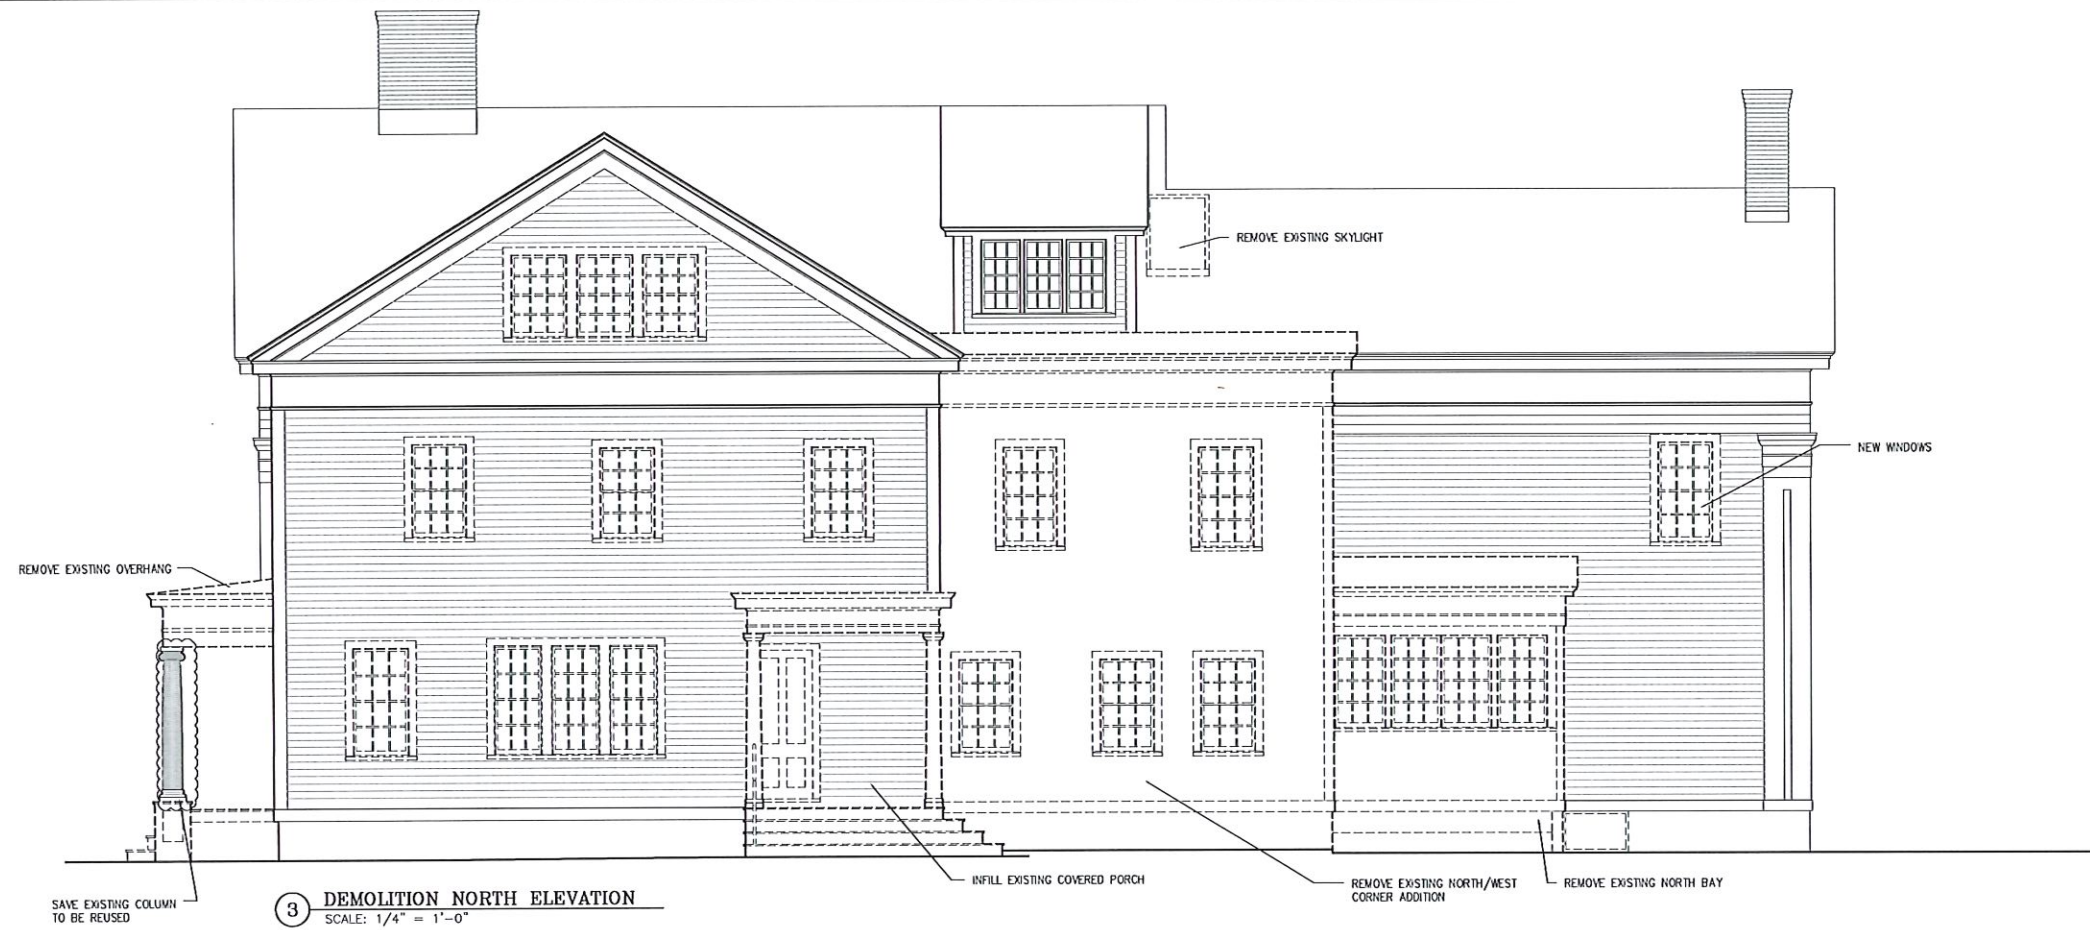 REMOVE EXISTING SKYLIGHT
NEW WINDOWS
REMOVE EXISTING OVERHANG
INFILL EXISTING COVERED PORCH
REMOVE EXISTING NORTH/WEST
CORNER ADDITION
REMOVE EXISTING NORTH BAY
SAVE EXISTING COLUMN
TO BE REUSED
3 DEMOLITION NORTH ELEVATION
SCALE: 1/4" = 1'-0"